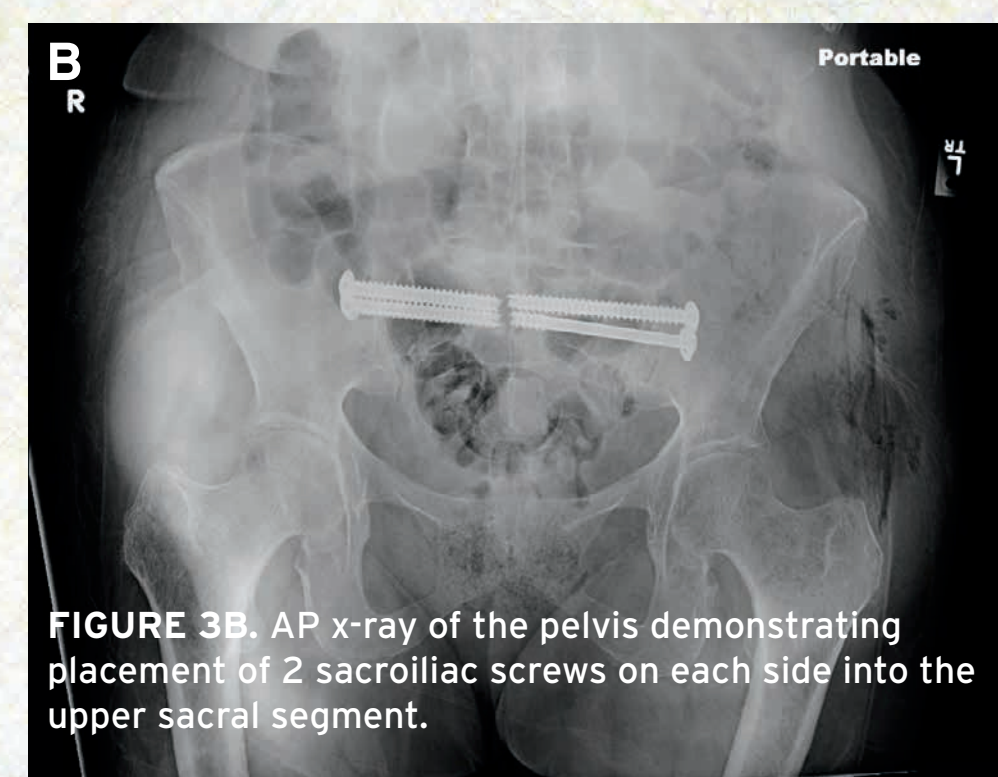 B
R
Portable
L
TR
FIGURE 3B. AP x-ray of the pelvis demonstrating
placement of 2 sacroiliac screws on each side into the
upper sacral segment.